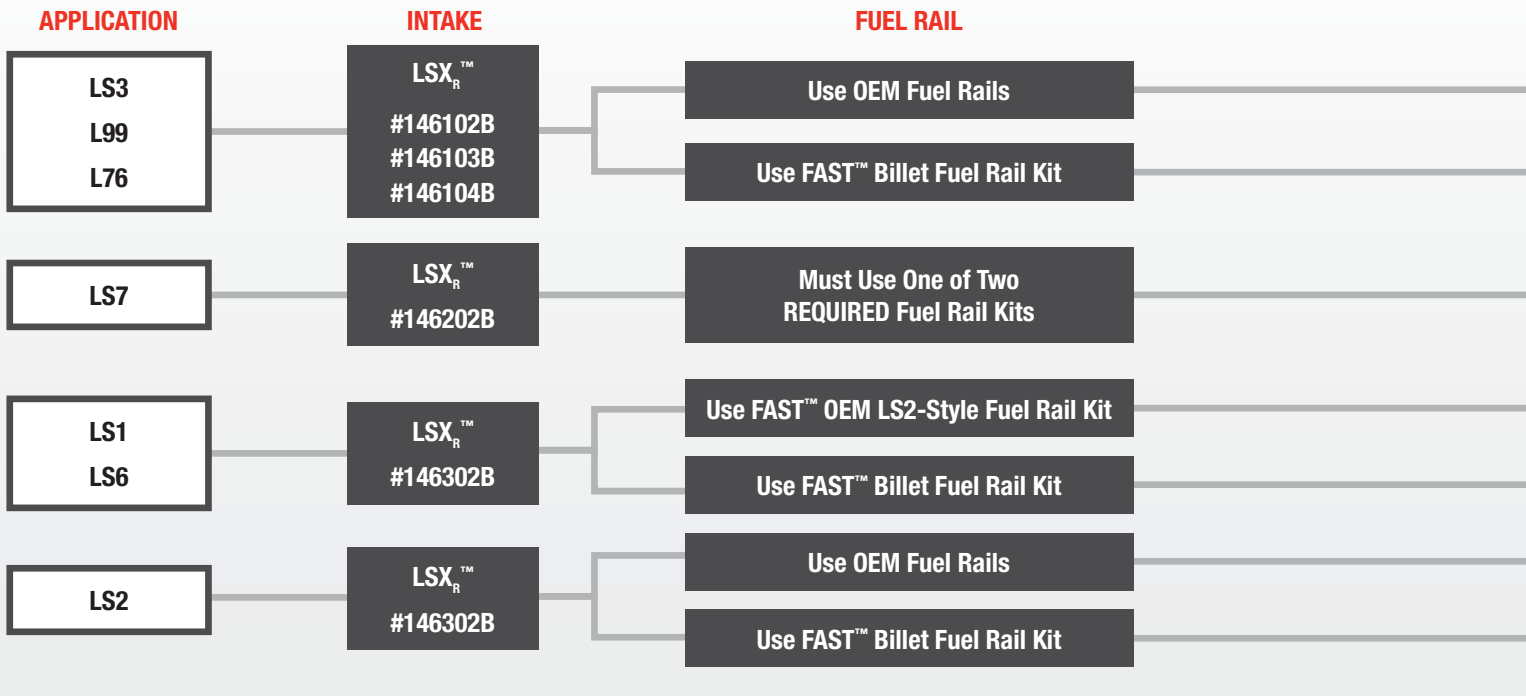 APPLICATION INTAKE FUEL RAIL
LS3
L99
L76
LSXR™
#146102B
#146103B
#146104B
Use OEM Fuel Rails
Use FAST™ Billet Fuel Rail Kit
LS7
LSXR™
#146202B
Must Use One of Two
REQUIRED Fuel Rail Kits
LS1
LS6
LSXR™
#146302B
Use FAST™ OEM LS2-Style Fuel Rail Kit
Use FAST™ Billet Fuel Rail Kit
LS2
LSXR™
#146302B
Use OEM Fuel Rails
Use FAST™ Billet Fuel Rail Kit